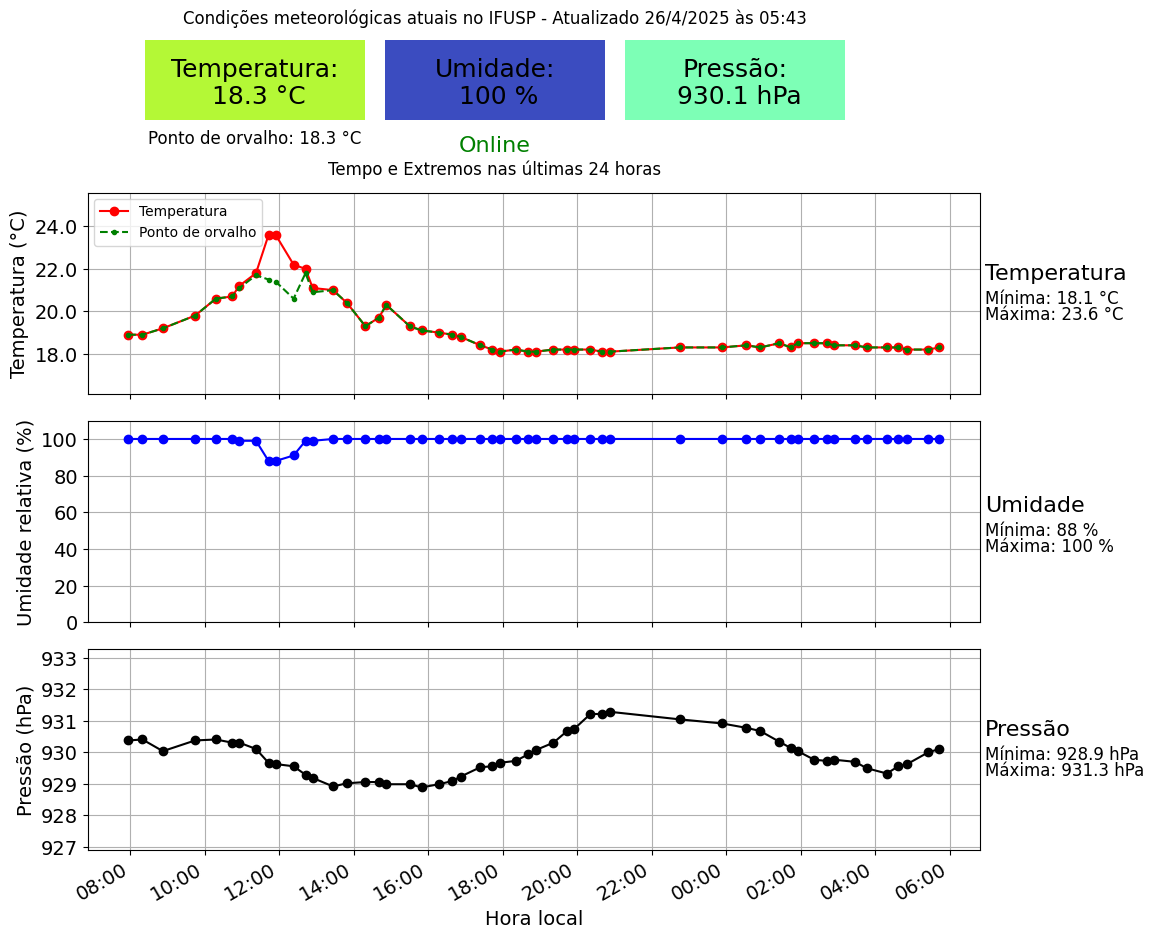 Condições meteorológicas atuais no IFUSP - Atualizado 26/4/2025 às 05:43
Temperatura:
18.3 °C
Umidade:
100 %
Pressão:
930.1 hPa
Ponto de orvalho: 18.3 °C
Online
Tempo e Extremos nas últimas 24 horas
Temperatura (°C)
24.0
22.0
20.0
18.0
Temperatura
Ponto de orvalho
Temperatura
Mínima: 18.1 °C
Máxima: 23.6 °C
Umidade relativa (%)
100
80
60
40
20
0
Umidade
Mínima: 88 %
Máxima: 100 %
Pressão (hPa)
933
932
931
930
929
928
927
Pressão
Mínima: 928.9 hPa
Máxima: 931.3 hPa
08:00
10:00
12:00
14:00
16:00
18:00
20:00
22:00
00:00
02:00
04:00
06:00
Hora local